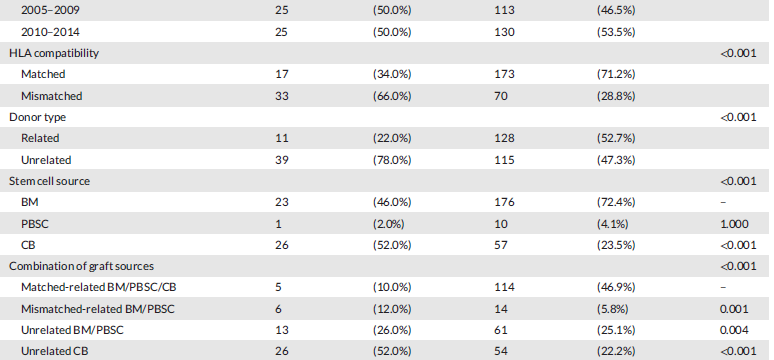 2005–2009 25 (50.0%) 113 (46.5%)
2010–2014 25 (50.0%) 130 (53.5%)
HLA compatibility <0.001
Matched 17 (34.0%) 173 (71.2%)
Mismatched 33 (66.0%) 70 (28.8%)
Donor type <0.001
Related 11 (22.0%) 128 (52.7%)
Unrelated 39 (78.0%) 115 (47.3%)
Stem cell source <0.001
BM 23 (46.0%) 176 (72.4%) –
PBSC 1 (2.0%) 10 (4.1%) 1.000
CB 26 (52.0%) 57 (23.5%) <0.001
Combination of graft sources <0.001
Matched-related BM/PBSC/CB 5 (10.0%) 114 (46.9%) –
Mismatched-related BM/PBSC 6 (12.0%) 14 (5.8%) 0.001
Unrelated BM/PBSC 13 (26.0%) 61 (25.1%) 0.004
Unrelated CB 26 (52.0%) 54 (22.2%) <0.001